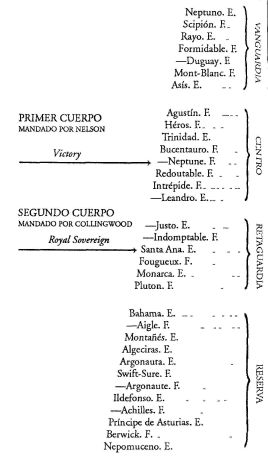 Neptuno. E.
Scipión. F.
Rayo. E.
Formidable. F.
—Duguay. F.
Mont-Blanc. F.
Asís. E.
VANGUARDIA
PRIMER CUERPO
MANDADO POR NELSON
Victory
Agustín. F.
Héros. F.
Trinidad. E.
Bucentauro. F.
—Neptune. F.
Redoutable. F.
Intrépide. F.
—Leandro. E.
CENTRO
SEGUNDO CUERPO
MANDADO POR COLLINGWOOD
Royal Sovereign
—Justo. E.
—Indomptable. F.
Santa Ana. E.
Fougueux. F.
Monarca. E.
Pluton. F.
RETAGUARDIA
Bahama. E.
—Aigle. F.
Montañés. E.
Algeciras. E.
Argonauta. E.
Swift-Sure. F.
—Argonaute. F.
Ildefonso. E.
—Achilles. F.
Príncipe de Asturias. E.
Berwick. F.
Nepomuceno. E.
RESERVA